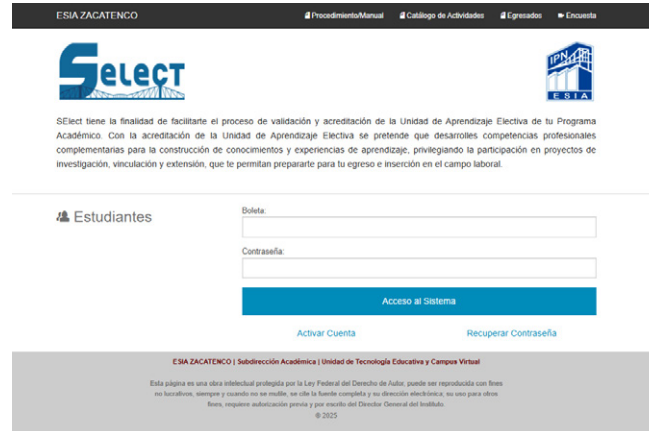 ESIA ZACATENCO
Procedimiento/Manual
Catálogo de Actividades
Egresados
Encuesta
SElecT
IPN
ESIA
SElect tiene la finalidad de facilitarte el proceso de validación y acreditación de la Unidad de Aprendizaje Electiva de tu Programa
Académico. Con la acreditación de la Unidad de Aprendizaje Electiva se pretende que desarrolles competencias profesionales
complementarias para la construcción de conocimientos y experiencias de aprendizaje, privilegiando la participación en proyectos de
investigación, vinculación y extensión, que te permitan prepararte para tu egreso e inserción en el campo laboral.
Estudiantes
Boleta:
Contraseña:
Acceso al Sistema
Activar Cuenta
Recuperar Contraseña
ESIA ZACATENCO | Subdirección Académica | Unidad de Tecnología Educativa y Campus Virtual
Esta página es una obra intelectual protegida por la Ley Federal del Derecho de Autor, puede ser reproducida con fines
no lucrativos, siempre y cuando no se mutile, se cite la fuente completa y su dirección electrónica; su uso para otros
fines, requiere autorización previa y por escrito del Director General del Instituto.
© 2025